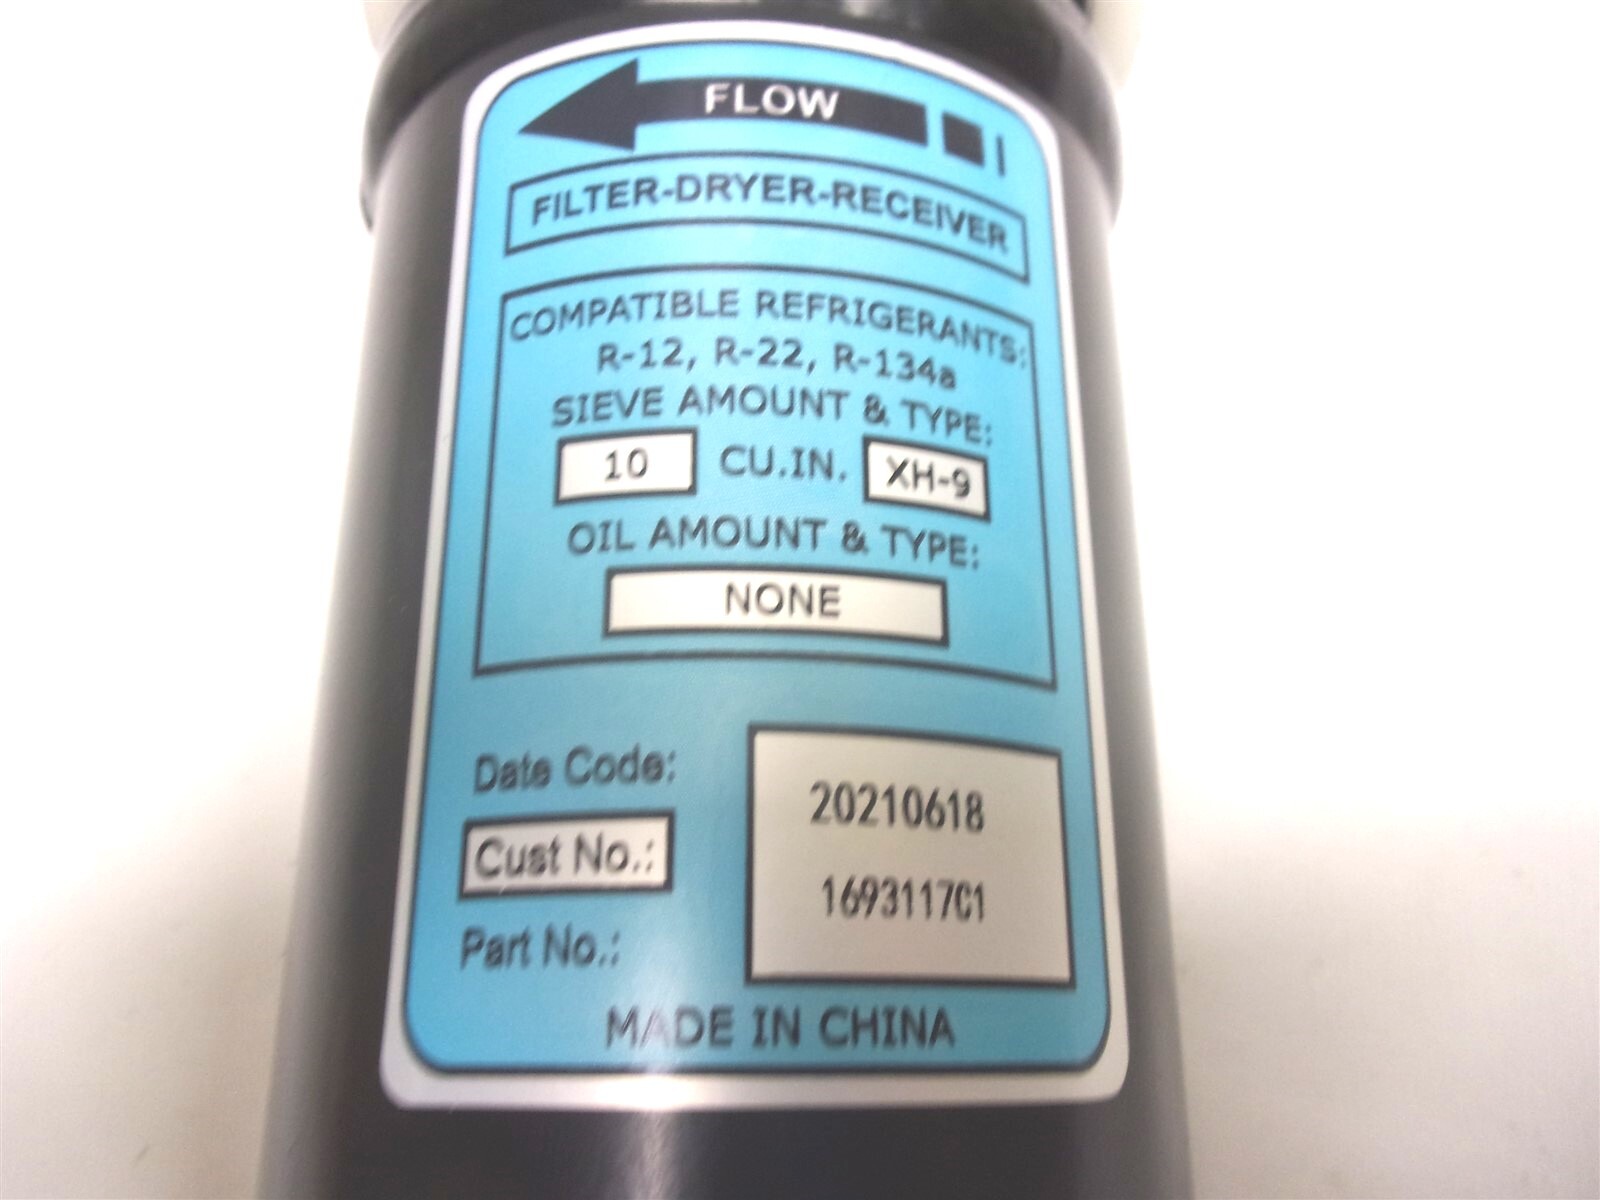 FLOW
FILTER-DRYER-RECEIVER
COMPATIBLE REFRIGERANTS:
R-12, R-22, R-134a
SIEVE AMOUNT & TYPE:
10 CU.IN. XH-9
OIL AMOUNT & TYPE:
NONE
Date Code: 20210618
Cust No.: 1693117C1
Part No.:
MADE IN CHINA